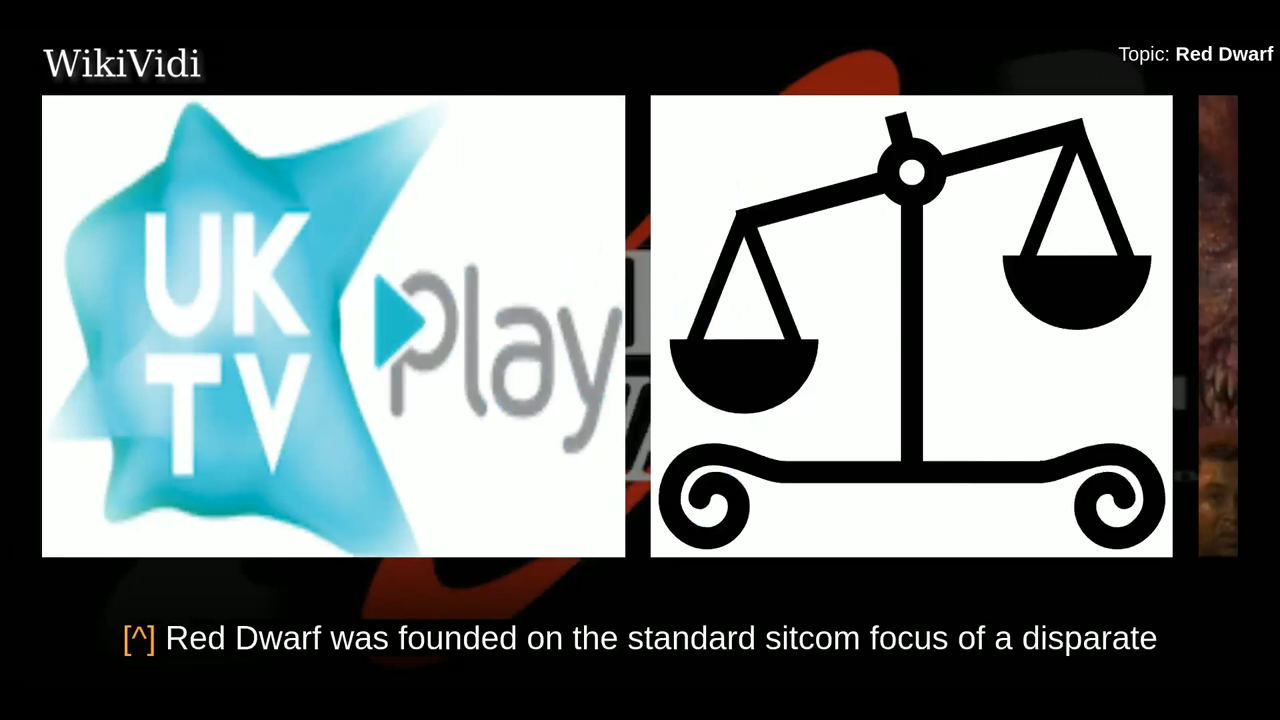 WikiVidi
Topic: Red Dwarf
UK
TV
Play
[^] Red Dwarf was founded on the standard sitcom focus of a disparate